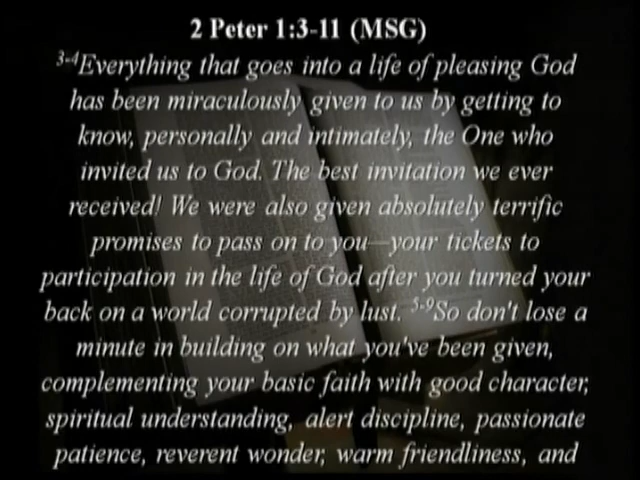 2 Peter 1:3-11 (MSG)
3-4Everything that goes into a life of pleasing God
has been miraculously given to us by getting to
know, personally and intimately, the One who
invited us to God. The best invitation we ever
received! We were also given absolutely terrific
promises to pass on to you—your tickets to
participation in the life of God after you turned your
back on a world corrupted by lust. 5-9So don't lose a
minute in building on what you've been given,
complementing your basic faith with good character,
spiritual understanding, alert discipline, passionate
patience, reverent wonder, warm friendliness, and